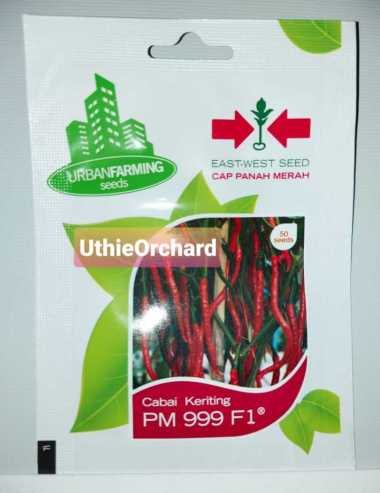 URBANFARMING
seeds
EAST-WEST SEED
CAP PANAH MERAH
UthieOrchard
50
seeds
Cabai Keriting
PM 999 F1®